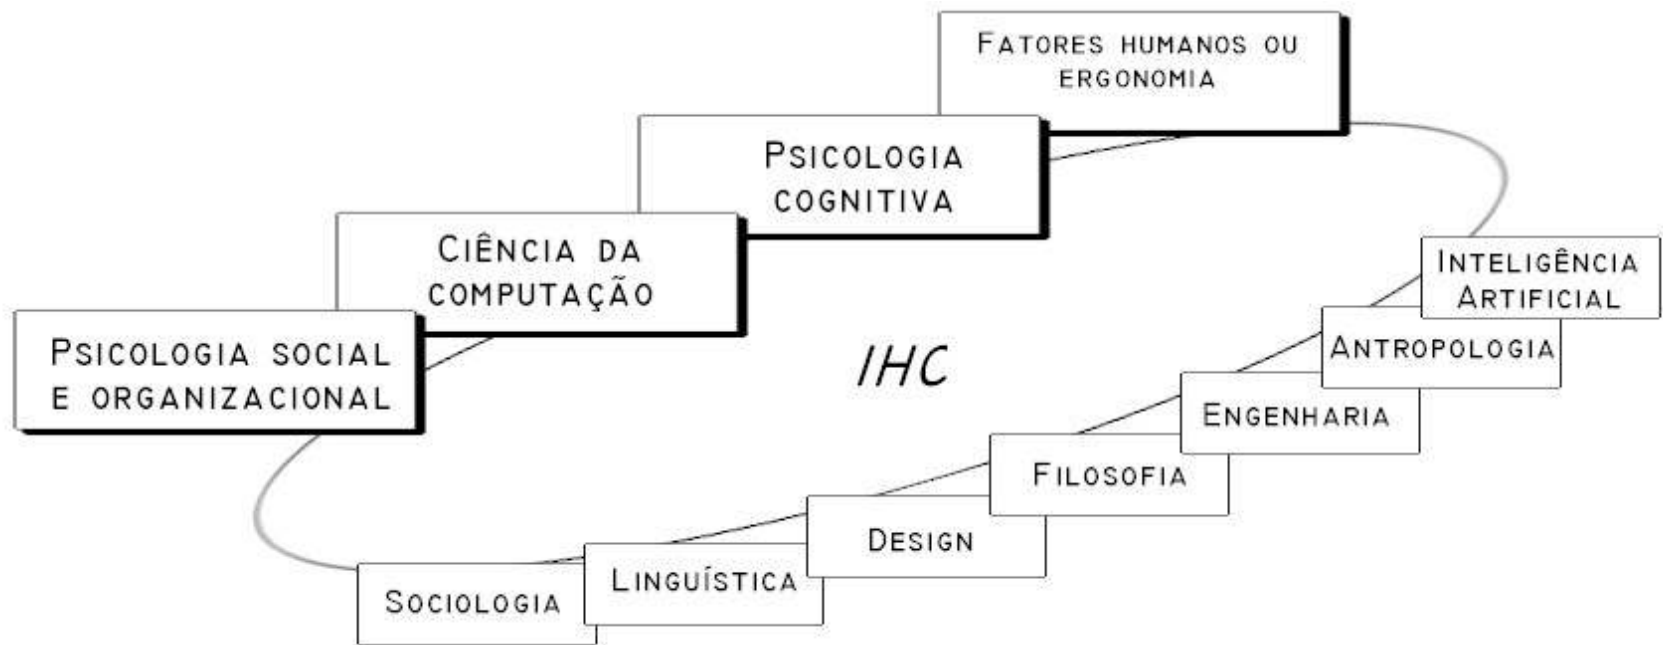 FATORES HUMANOS OU
ERGONOMIA
PSICOLOGIA
COGNITIVA
CIÊNCIA DA
COMPUTAÇÃO
PSICOLOGIA SOCIAL
E ORGANIZACIONAL
IHC
INTELIGÊNCIA
ARTIFICIAL
ANTROPOLOGIA
ENGENHARIA
FILOSOFIA
DESIGN
LINGUÍSTICA
SOCIOLOGIA